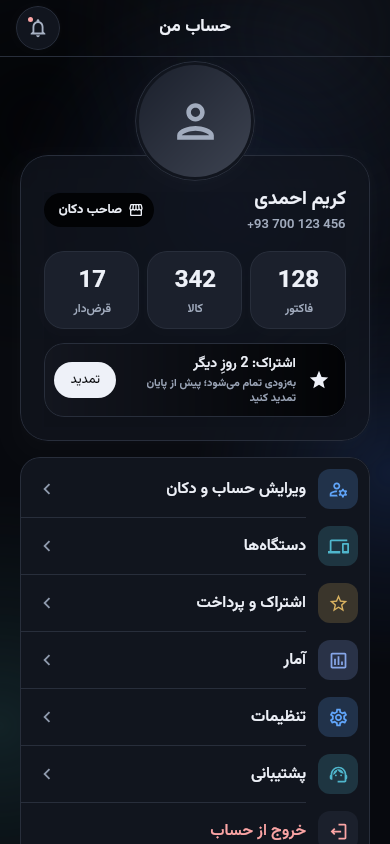 حساب من
کریم احمدی
صاحب دکان
+93 700 123 456
128
342
17
فاکتور
کالا
قرض‌دار
اشتراک: 2 روز دیگر
به‌زودی تمام می‌شود؛ پیش از پایان
تمدید کنید
تمدید
ویرایش حساب و دکان
دستگاه‌ها
اشتراک و پرداخت
آمار
تنظیمات
پشتیبانی
خروج از حساب